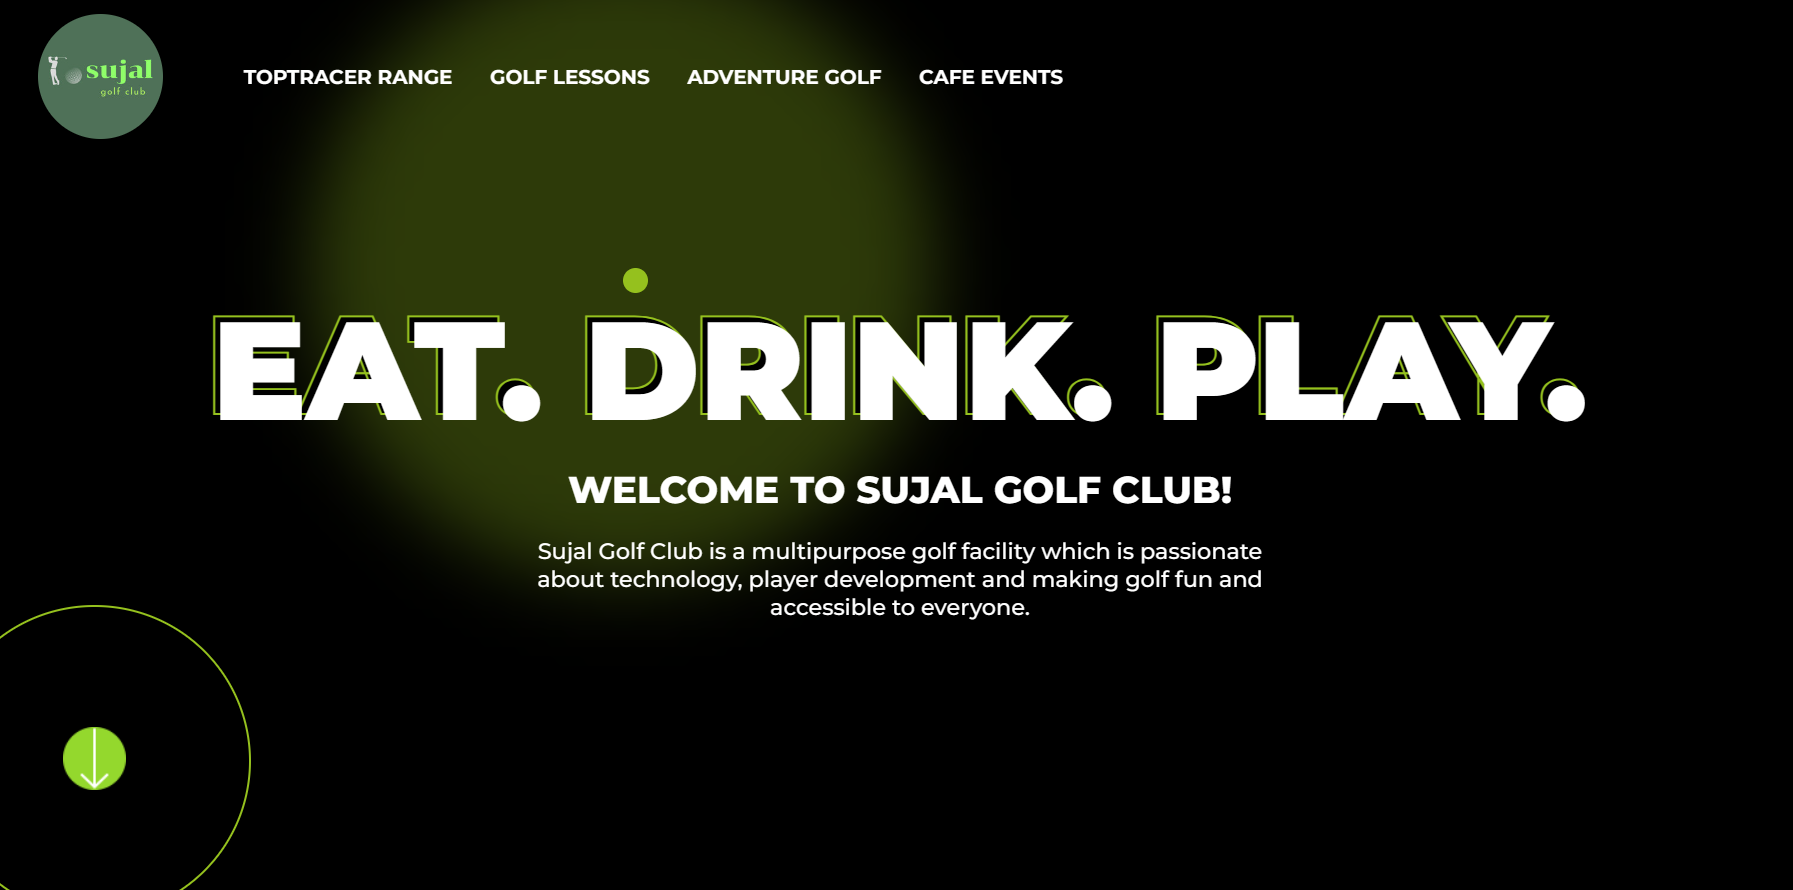 sujal
golf club
TOPTRACER RANGE GOLF LESSONS ADVENTURE GOLF CAFE EVENTS
EAT. DRINK. PLAY.
WELCOME TO SUJAL GOLF CLUB!
Sujal Golf Club is a multipurpose golf facility which is passionate
about technology, player development and making golf fun and
accessible to everyone.